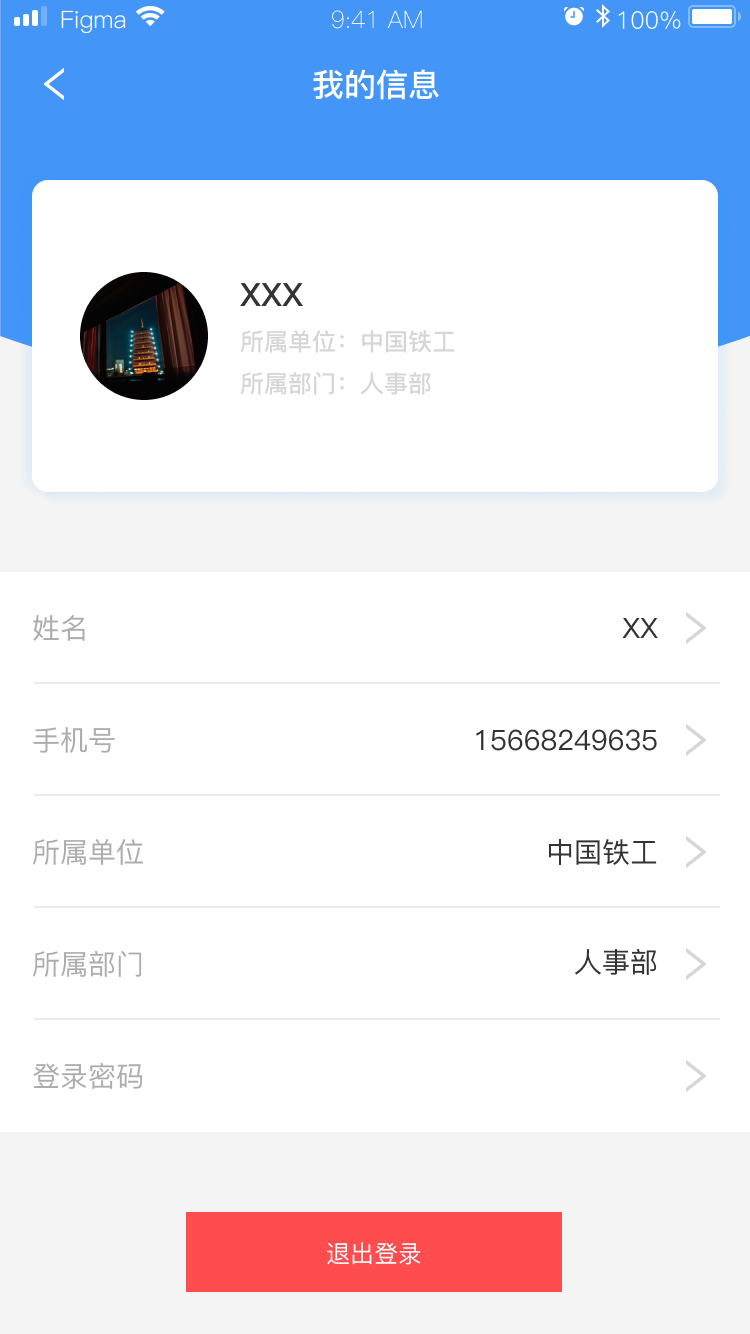 Figma 9:41 AM 100%
我的信息
XXX
所属单位：中国铁工
所属部门：人事部
姓名 XX
手机号 15668249635
所属单位 中国铁工
所属部门 人事部
登录密码
退出登录